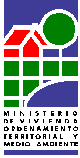 MINISTERIO
DE VIVIENDA
ORDENAMIENTO
TERRITORIAL Y
MEDIO AMBIENTE